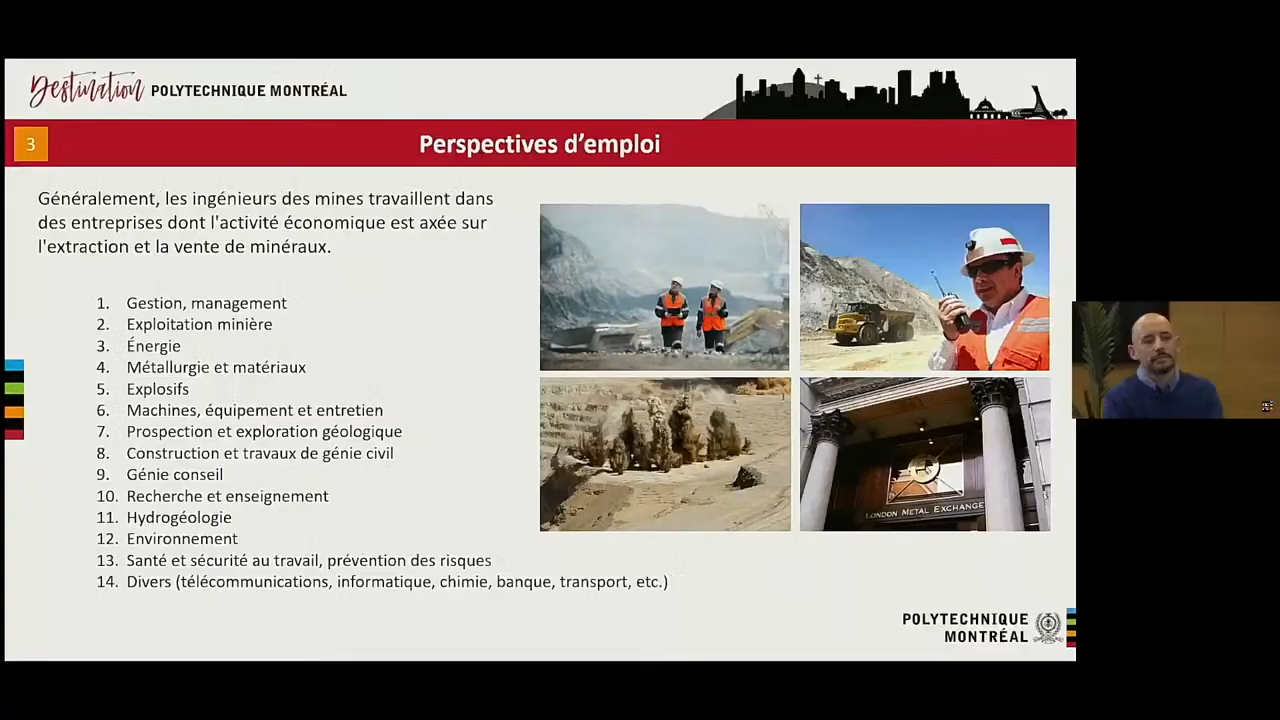 Destination POLYTECHNIQUE MONTRÉAL
3
Perspectives d’emploi
Généralement, les ingénieurs des mines travaillent dans
des entreprises dont l'activité économique est axée sur
l'extraction et la vente de minéraux.
1. Gestion, management
2. Exploitation minière
3. Énergie
4. Métallurgie et matériaux
5. Explosifs
6. Machines, équipement et entretien
7. Prospection et exploration géologique
8. Construction et travaux de génie civil
9. Génie conseil
10. Recherche et enseignement
11. Hydrogéologie
12. Environnement
13. Santé et sécurité au travail, prévention des risques
14. Divers (télécommunications, informatique, chimie, banque, transport, etc.)
LONDON METAL EXCHANGE
POLYTECHNIQUE
MONTRÉAL